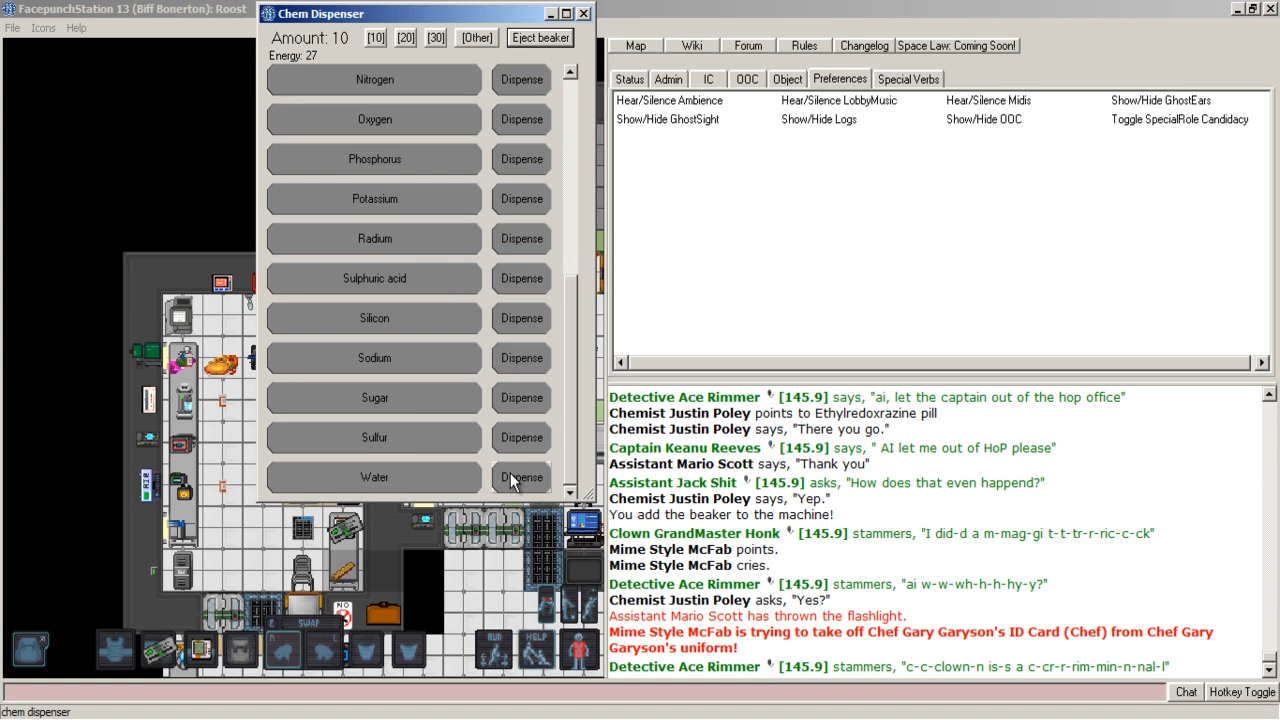 FacepunchStation 13 (Biff Bonerton): Roost
File Icons Help
Chem Dispenser
Amount: 10 [10] [20] [30] [Other] Eject beaker
Energy: 27
Nitrogen Dispense
Oxygen Dispense
Phosphorus Dispense
Potassium Dispense
Radium Dispense
Sulphuric acid Dispense
Silicon Dispense
Sodium Dispense
Sugar Dispense
Sulfur Dispense
Water Dispense
Map Wiki Forum Rules Changelog Space Law: Coming Soon!
Status Admin IC OOC Object Preferences Special Verbs
Hear/Silence Ambience Hear/Silence LobbyMusic Hear/Silence Midis Show/Hide GhostEars
Show/Hide GhostSight Show/Hide Logs Show/Hide OOC Toggle SpecialRole Candidacy
Detective Ace Rimmer [145.9] says, "ai, let the captain out of the hop office"
Chemist Justin Poley points to Ethylredoxrazine pill
Chemist Justin Poley says, "There you go."
Captain Keanu Reeves [145.9] says, " AI let me out of HoP please"
Assistant Mario Scott says, "Thank you"
Assistant Jack Shit [145.9] asks, "How does that even happend?"
Chemist Justin Poley says, "Yep."
You add the beaker to the machine!
Clown GrandMaster Honk [145.9] stammers, "I did-d a m-mag-gi t-t-tr-r-ric-c-ck"
Mime Style McFab points.
Mime Style McFab cries.
Detective Ace Rimmer [145.9] stammers, "ai w-w-wh-h-h-hy-y?"
Chemist Justin Poley asks, "Yes?"
Assistant Mario Scott has thrown the flashlight.
Mime Style McFab is trying to take off Chef Gary Garyson's ID Card (Chef) from Chef Gary
Garyson's uniform!
Detective Ace Rimmer [145.9] stammers, "c-c-clown-n is-s a c-cr-r-rim-min-n-nal-l"
AIR
NO
SWAP
RUN HELP
Chat Hotkey Toggle
chem dispenser